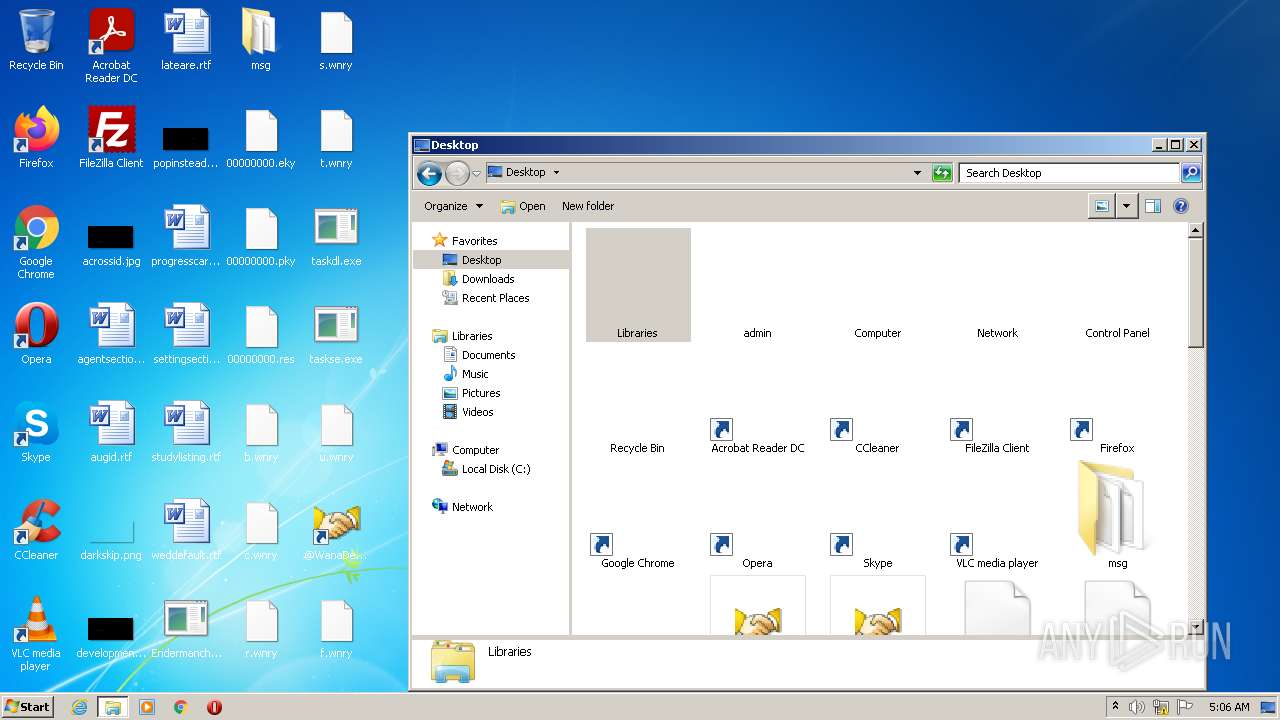 Recycle Bin
Acrobat
Reader DC
lateare.rtf
msg
s.wnry
Firefox
FileZilla Client
popinstead...
00000000.eky
t.wnry
Google
Chrome
acrossid.jpg
progresscar...
00000000.pky
taskdl.exe
Opera
agentsectio...
settingsecti...
00000000.res
taskse.exe
Skype
augid.rtf
studylisting.rtf
b.wnry
u.wnry
CCleaner
darkskip.png
weddefault.rtf
c.wnry
@WanaDe...
VLC media
player
developmen...
Endermanch...
r.wnry
f.wnry
Desktop
Desktop
Search Desktop
Organize
Open
New folder
Favorites
Desktop
Downloads
Recent Places
Libraries
Documents
Music
Pictures
Videos
Computer
Local Disk (C:)
Network
Libraries
admin
Computer
Network
Control Panel
Recycle Bin
Acrobat Reader DC
CCleaner
FileZilla Client
Firefox
Google Chrome
Opera
Skype
VLC media player
msg
Libraries
ANY RUN
Start
5:06 AM